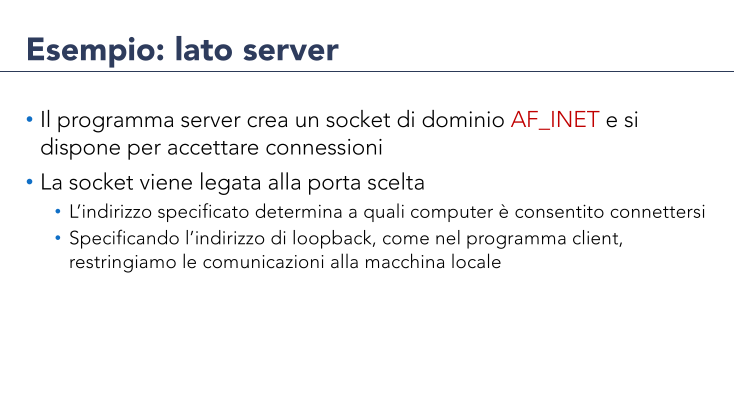 Esempio: lato server
• Il programma server crea un socket di dominio AF_INET e si
dispone per accettare connessioni
• La socket viene legata alla porta scelta
• L’indirizzo specificato determina a quali computer è consentito connettersi
• Specificando l’indirizzo di loopback, come nel programma client,
restringiamo le comunicazioni alla macchina locale